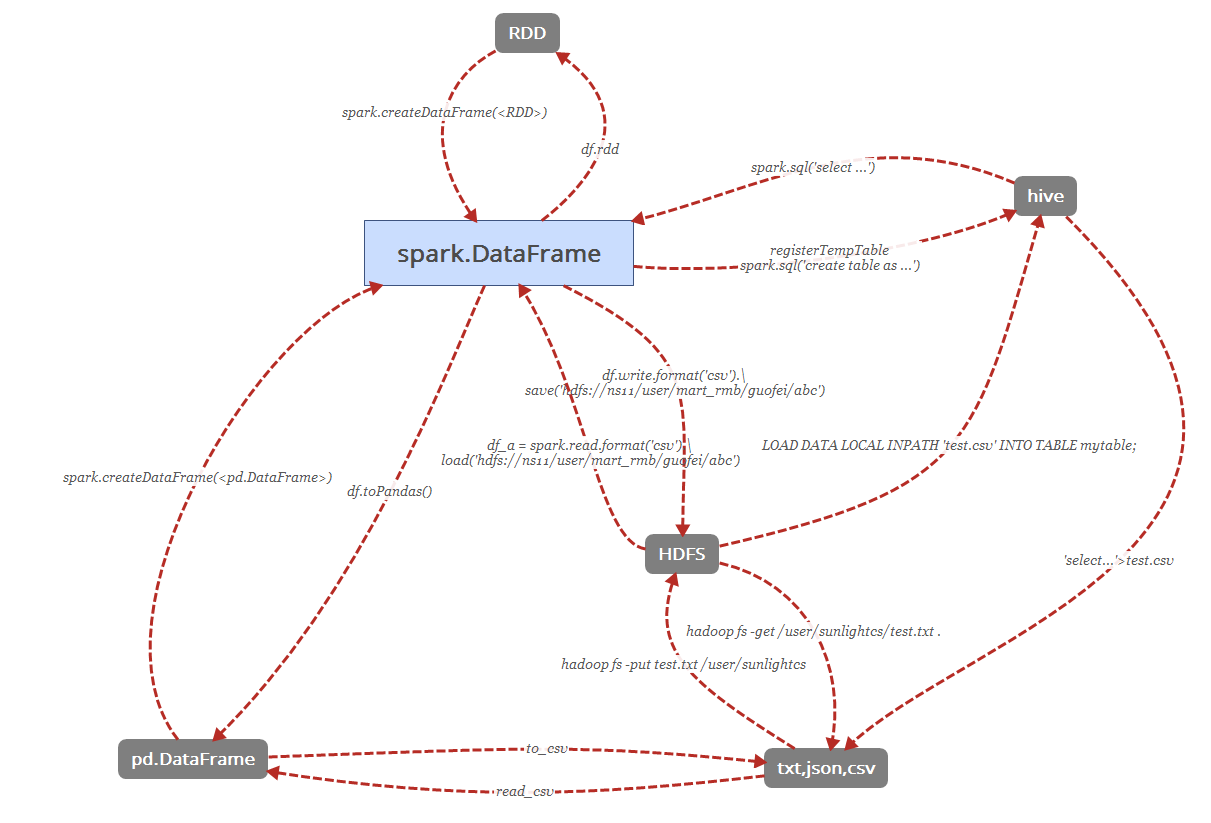 RDD
spark.createDataFrame(<RDD>)
df.rdd
spark.sql('select ...')
hive
spark.DataFrame
registerTempTable
spark.sql('create table as ...')
df.write.format('csv').\
save('hdfs://ns11/user/mart_rmb/guofei/abc')
df_a = spark.read.format('csv').\
load('hdfs://ns11/user/mart_rmb/guofei/abc')
LOAD DATA LOCAL INPATH 'test.csv' INTO TABLE mytable;
spark.createDataFrame(<pd.DataFrame>)
df.toPandas()
HDFS
'select...'>test.csv
hadoop fs -get /user/sunlightcs/test.txt .
hadoop fs -put test.txt /user/sunlightcs
pd.DataFrame
to_csv
txt,json,csv
read_csv